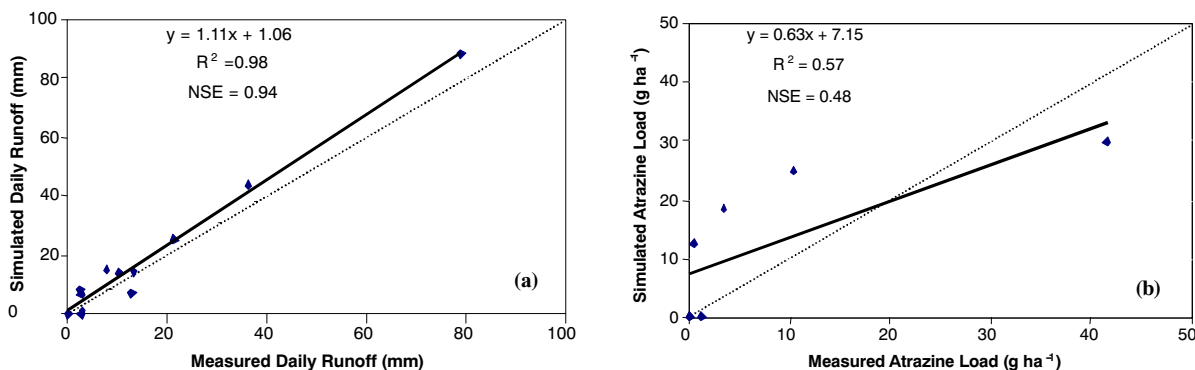 100
80
60
40
20
0
Simulated Daily Runoff (mm)
y = 1.11x + 1.06
R² =0.98
NSE = 0.94
(a)
0 20 40 60 80 100
Measured Daily Runoff (mm)
50
40
30
20
10
0
Simulated Atrazine Load (g ha⁻¹)
y = 0.63x + 7.15
R² = 0.57
NSE = 0.48
(b)
0 10 20 30 40 50
Measured Atrazine Load (g ha⁻¹)